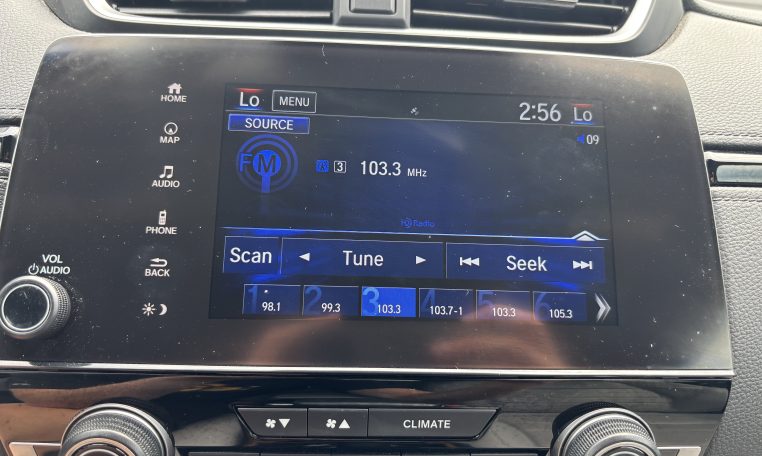 HOME
MAP
AUDIO
PHONE
BACK
VOL
AUDIO
Lo MENU 2:56 Lo
SOURCE 09
FM 3 103.3 MHz
HD Radio
Scan Tune Seek
1 98.1 2 99.3 3 103.3 4 103.7-1 5 103.3 6 105.3
CLIMATE